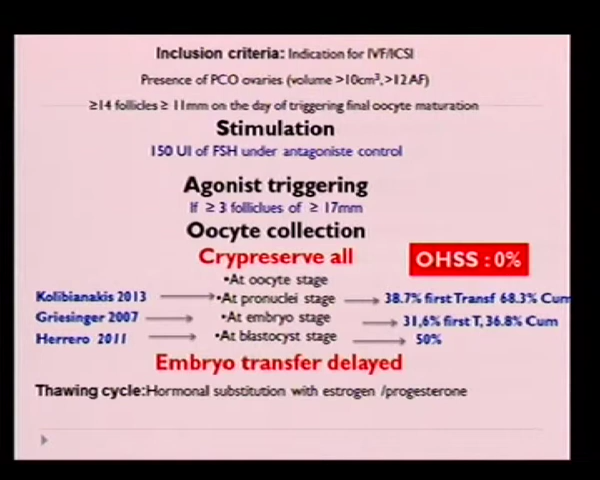 Inclusion criteria: Indication for IVF/ICSI
Presence of PCO ovaries (volume >10cm³, >12 AF)
≥14 follicles ≥ 11mm on the day of triggering final oocyte maturation
Stimulation
150 UI of FSH under antagoniste control
Agonist triggering
If ≥ 3 folliclues of ≥ 17mm
Oocyte collection
Crypreserve all
OHSS : 0%
•At oocyte stage
Kolibianakis 2013 •At pronuclei stage 38.7% first Transf 68.3% Cum
Griesinger 2007 •At embryo stage 31,6% first T, 36.8% Cum
Herrero 2011 •At blastocyst stage 50%
Embryo transfer delayed
Thawing cycle:Hormonal substitution with estrogen /progesterone